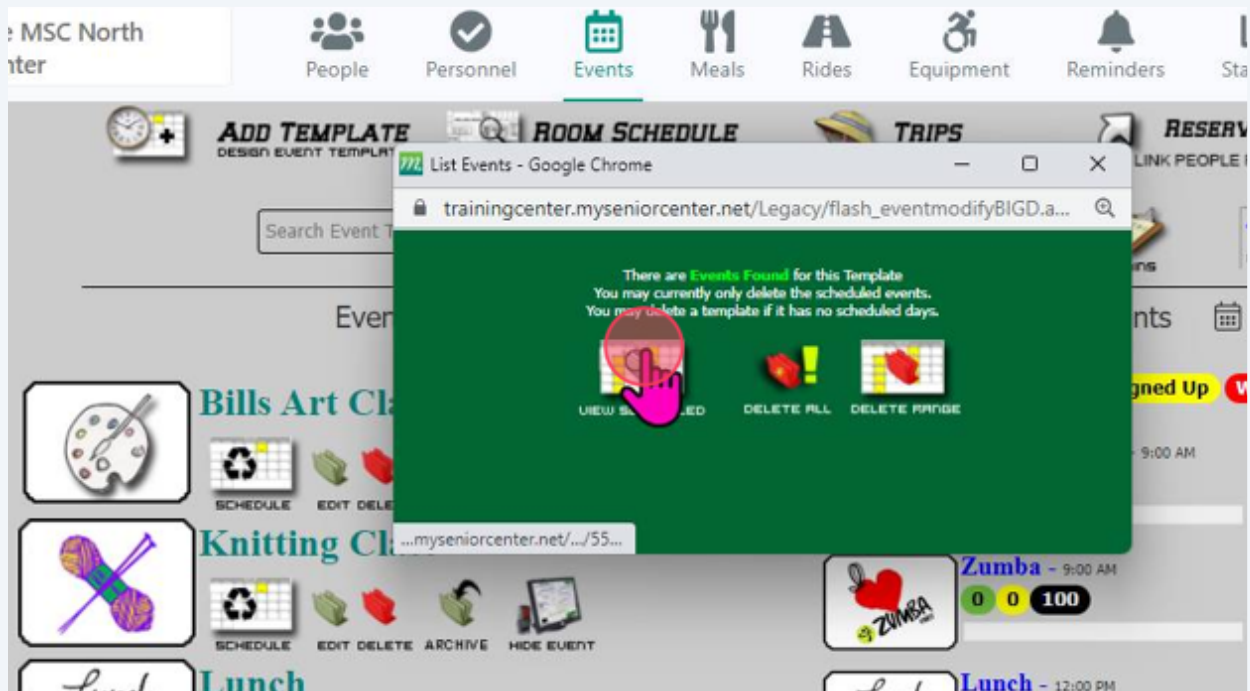 e MSC North
nter
People
Personnel
Events
Meals
Rides
Equipment
Reminders
Sta
ADD TEMPLATE
DESIGN EVENT TEMPLAT
ROOM SCHEDULE
TRIPS
RESERV
LINK PEOPLE
List Events - Google Chrome
trainingcenter.myseniorcenter.net/Legacy/flash_eventmodifyBIGD.a...
Search Event T
There are Events Found for this Template
You may currently only delete the scheduled events.
You may delete a template if it has no scheduled days.
VIEW S LED
DELETE ALL
DELETE RANGE
Even
nts
gned Up
W
Bills Art Cla
9:00 AM
SCHEDULE
EDIT
DELE
...myseniorcenter.net/.../55...
Knitting Cl
SCHEDULE
EDIT
DELETE
ARCHIVE
HIDE EVENT
Zumba - 9:00 AM
0 0 100
ZUMBA
Lunch
Lunch - 12:00 PM